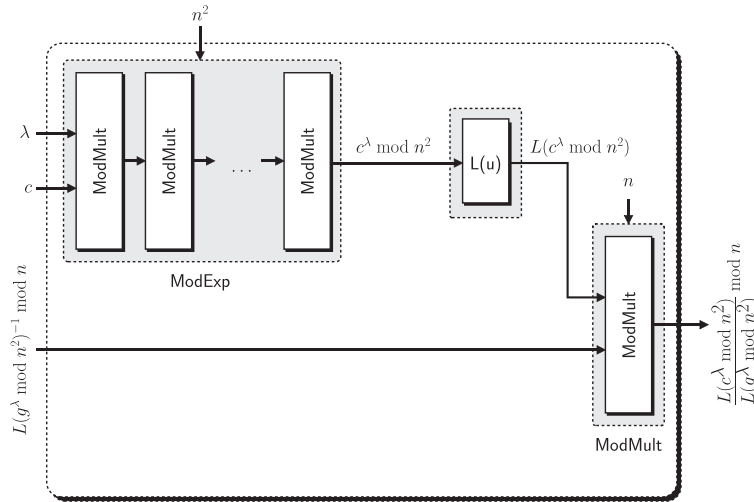 n²
λ
c
ModMult
ModMult
...
ModMult
ModExp
c^λ mod n²
L(u)
L(c^λ mod n²)
n
ModMult
ModMult
L(g^λ mod n²)⁻¹ mod n
L(c^λ mod n²)
L(g^λ mod n²)
mod n